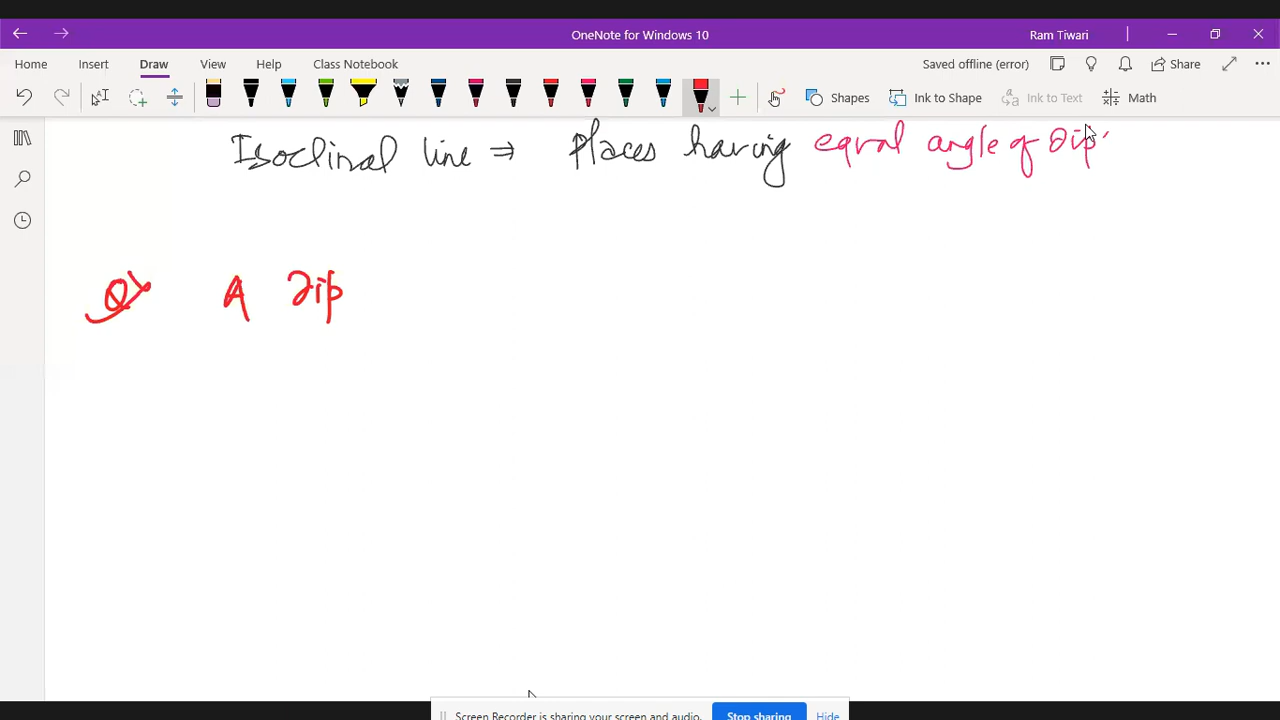 OneNote for Windows 10
Ram Tiwari
Home Insert Draw View Help Class Notebook
Saved offline (error) Share
Shapes Ink to Shape Ink to Text Math
Isoclinal line ⇒ Places having equal angle of dip
Q> A dip
Screen Recorder is sharing your screen and audio. Stop sharing Hide